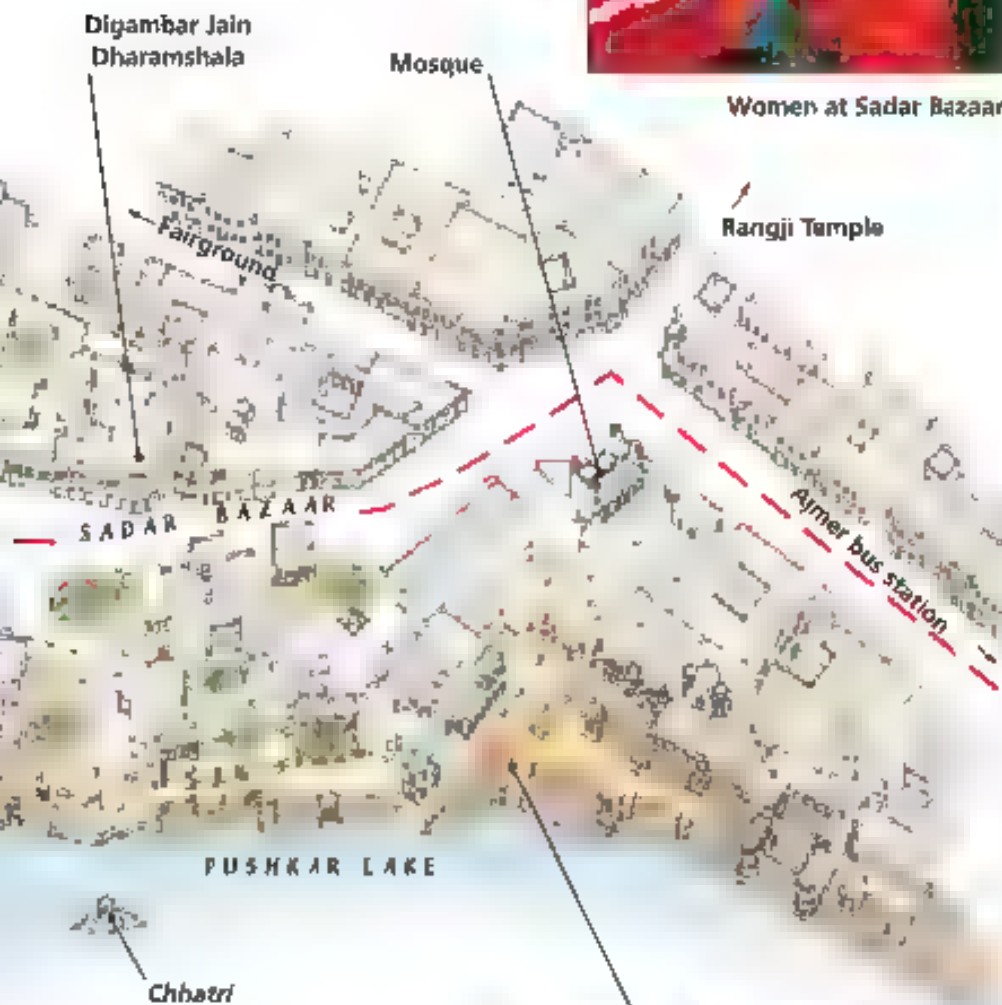 Digambar Jain
Dharamshala
Mosque
Women at Sadar Bazaar
Rangji Temple
Fairground
SADAR BAZAAR
Ajmer bus station
PUSHKAR LAKE
Chhatri